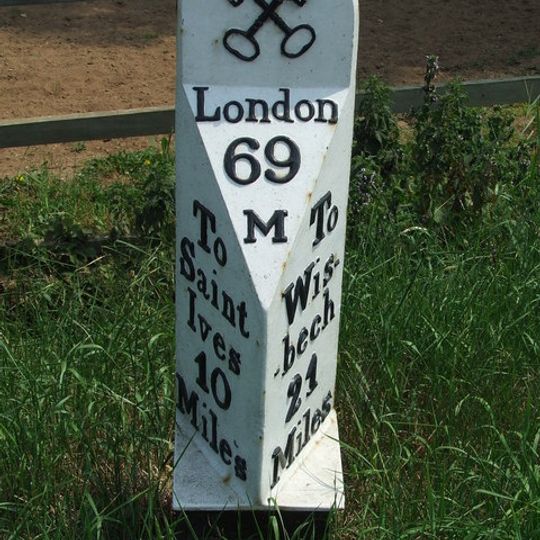 London
69
M
To
Saint
Ives
10
Miles
To
Wis-
-bech
21
Miles